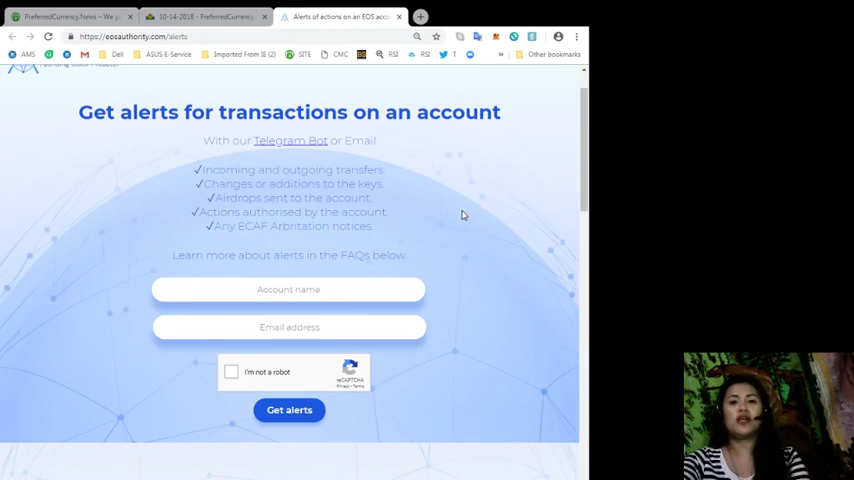 PreferredCurrency.News – We p
10-14-2018 - PreferredCurrency
Alerts of actions on an EOS acco
https://eosauthority.com/alerts
AMS
Dell
ASUS E-Service
Imported From IE (2)
SITE
CMC
RSI
RSI
T
»
Other bookmarks
Get alerts for transactions on an account
With our Telegram Bot or Email
✓Incoming and outgoing transfers.
✓Changes or additions to the keys.
✓Airdrops sent to the account.
✓Actions authorised by the account.
✓Any ECAF Arbritation notices.
Learn more about alerts in the FAQs below.
Account name
Email address
I'm not a robot
reCAPTCHA
Privacy - Terms
Get alerts